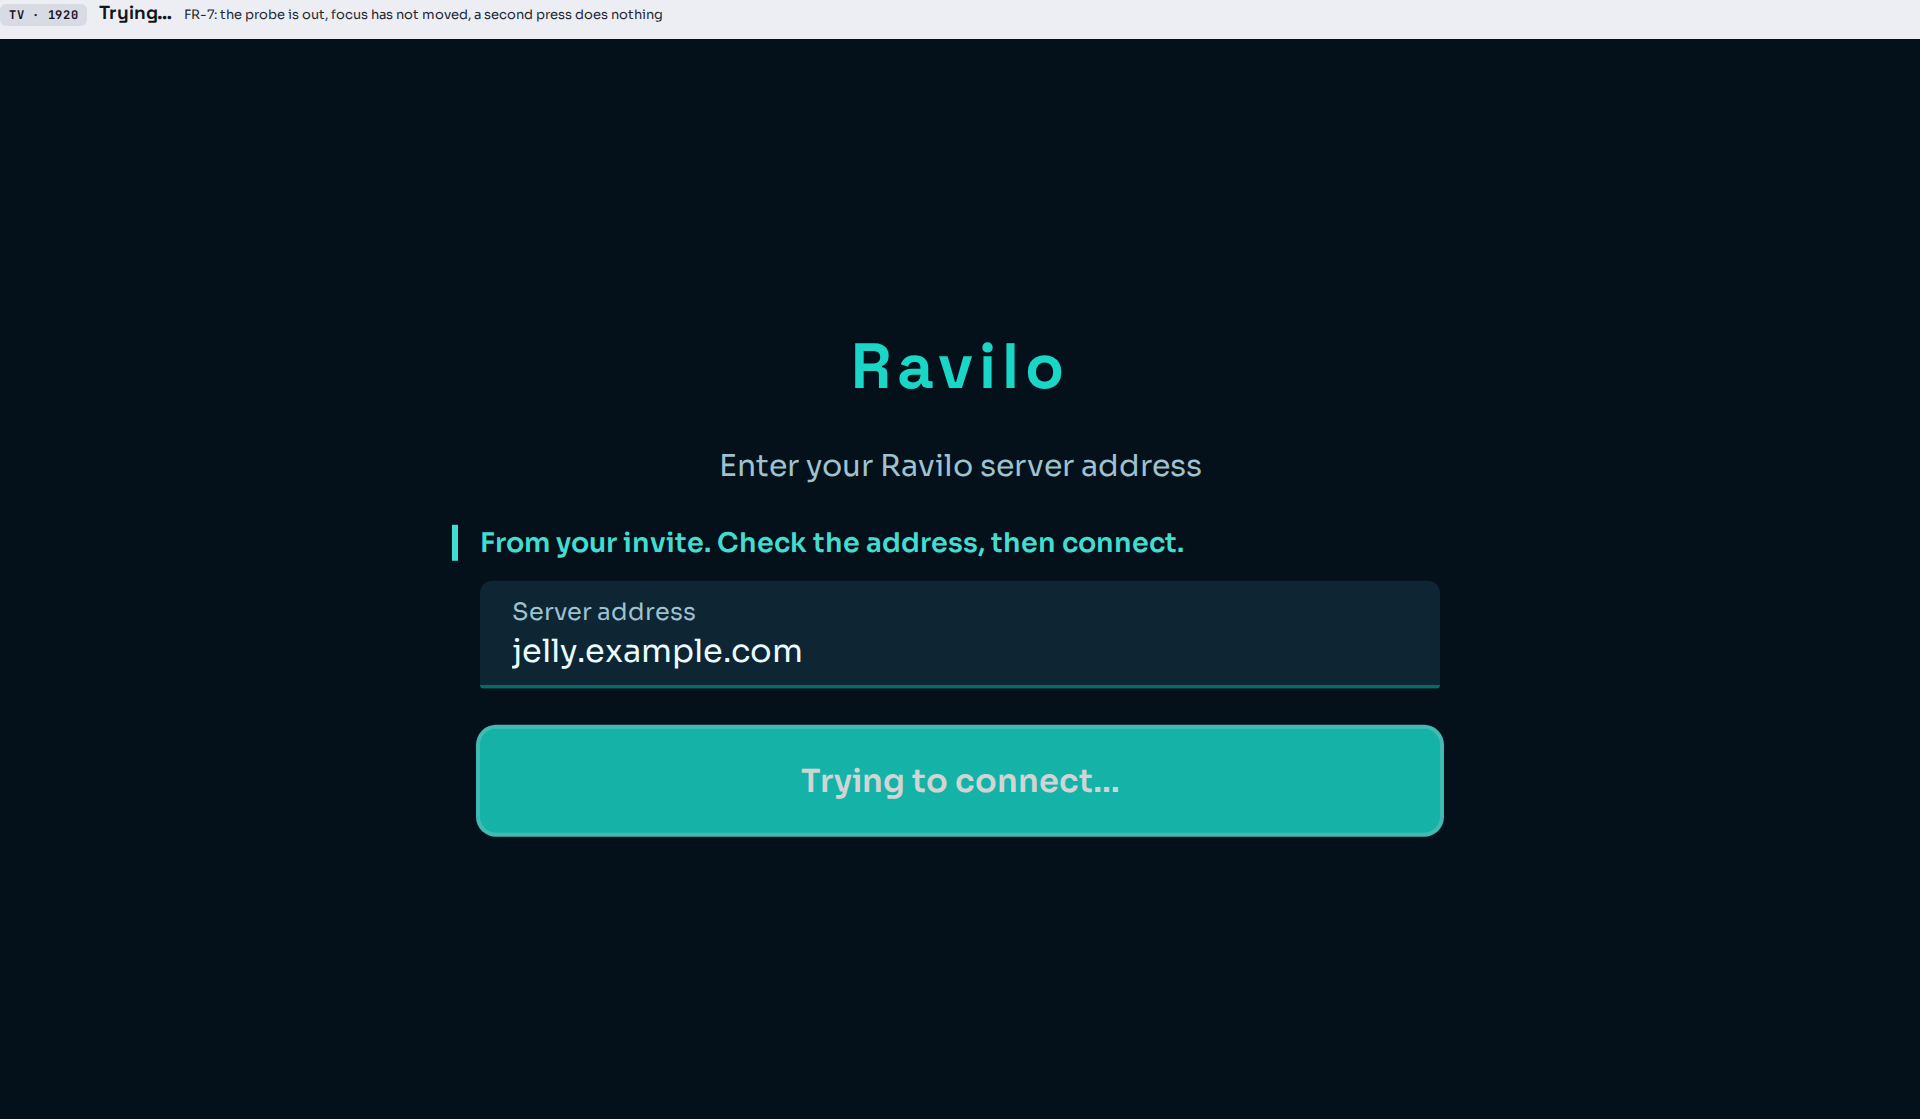 TV · 1920 Trying... FR-7: the probe is out, focus has not moved, a second press does nothing
Ravilo
Enter your Ravilo server address
From your invite. Check the address, then connect.
Server address
jelly.example.com
Trying to connect...